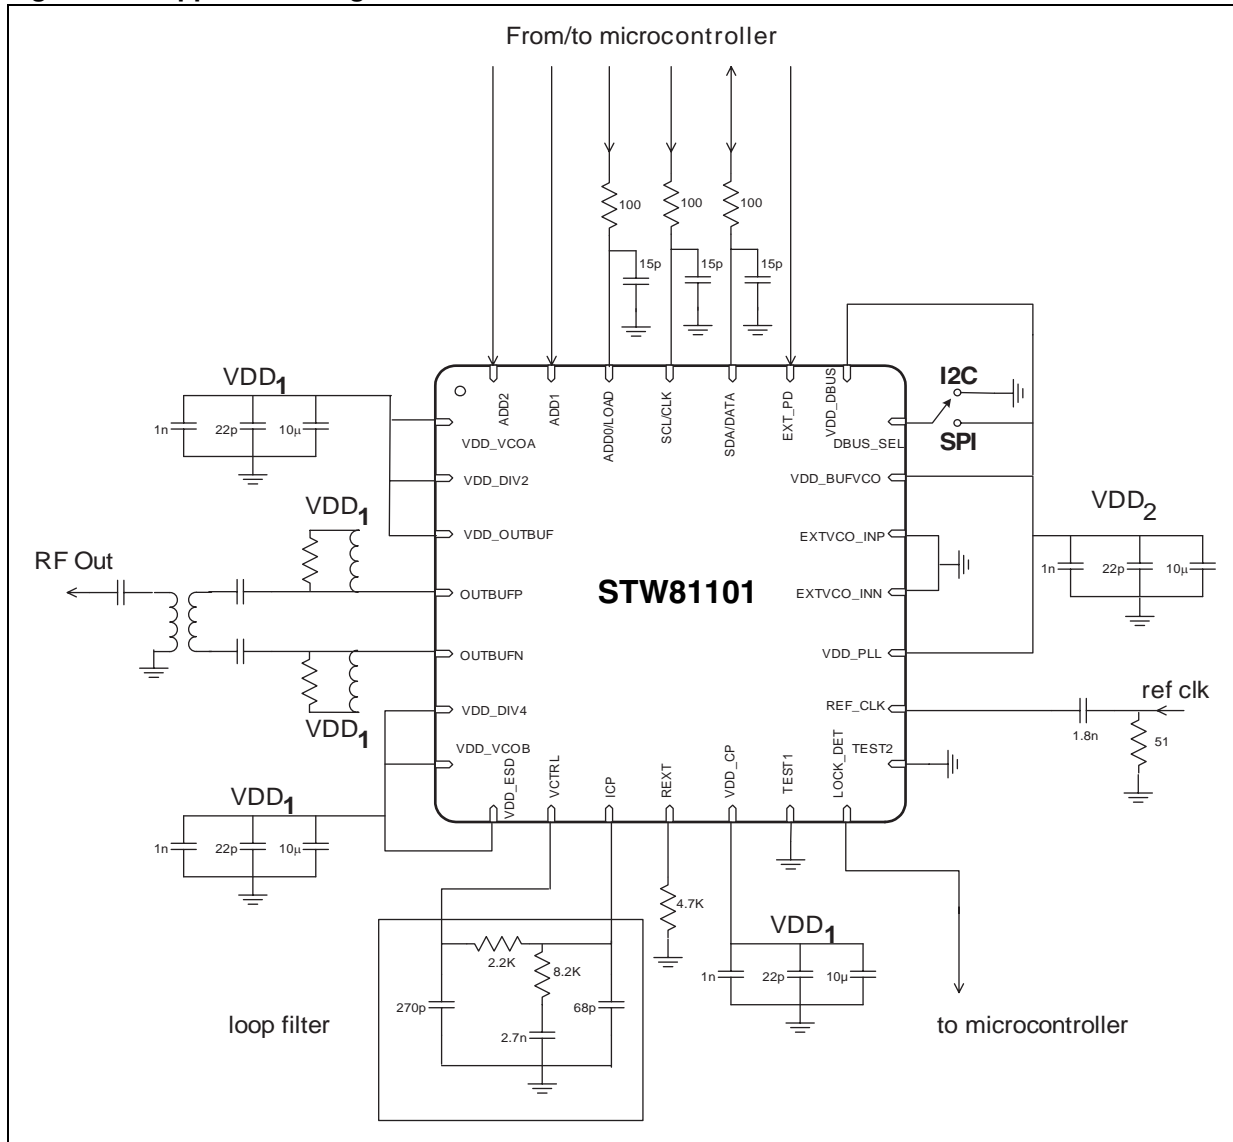 From/to microcontroller
100
100
100
15p
15p
15p
VDD1
1n
22p
10µ
ADD2
ADD1
ADD0/LOAD
SCL/CLK
SDA/DATA
EXT_PD
VDD_DBUS
I2C
SPI
VDD_VCOA
DBUS_SEL
VDD_DIV2
VDD_BUFVCO
VDD1
VDD2
VDD_OUTBUF
EXTVCO_INP
RF Out
1n
22p
10µ
OUTBUFP
STW81101
EXTVCO_INN
OUTBUFN
VDD_PLL
VDD1
VDD_DIV4
REF_CLK
ref clk
1.8n
51
VDD_VCOB
TEST2
VDD_ESD
VCTRL
ICP
REXT
VDD_CP
TEST1
LOCK_DET
VDD1
1n
22p
10µ
4.7K
VDD1
2.2K
8.2K
1n
22p
10µ
270p
68p
2.7n
loop filter
to microcontroller